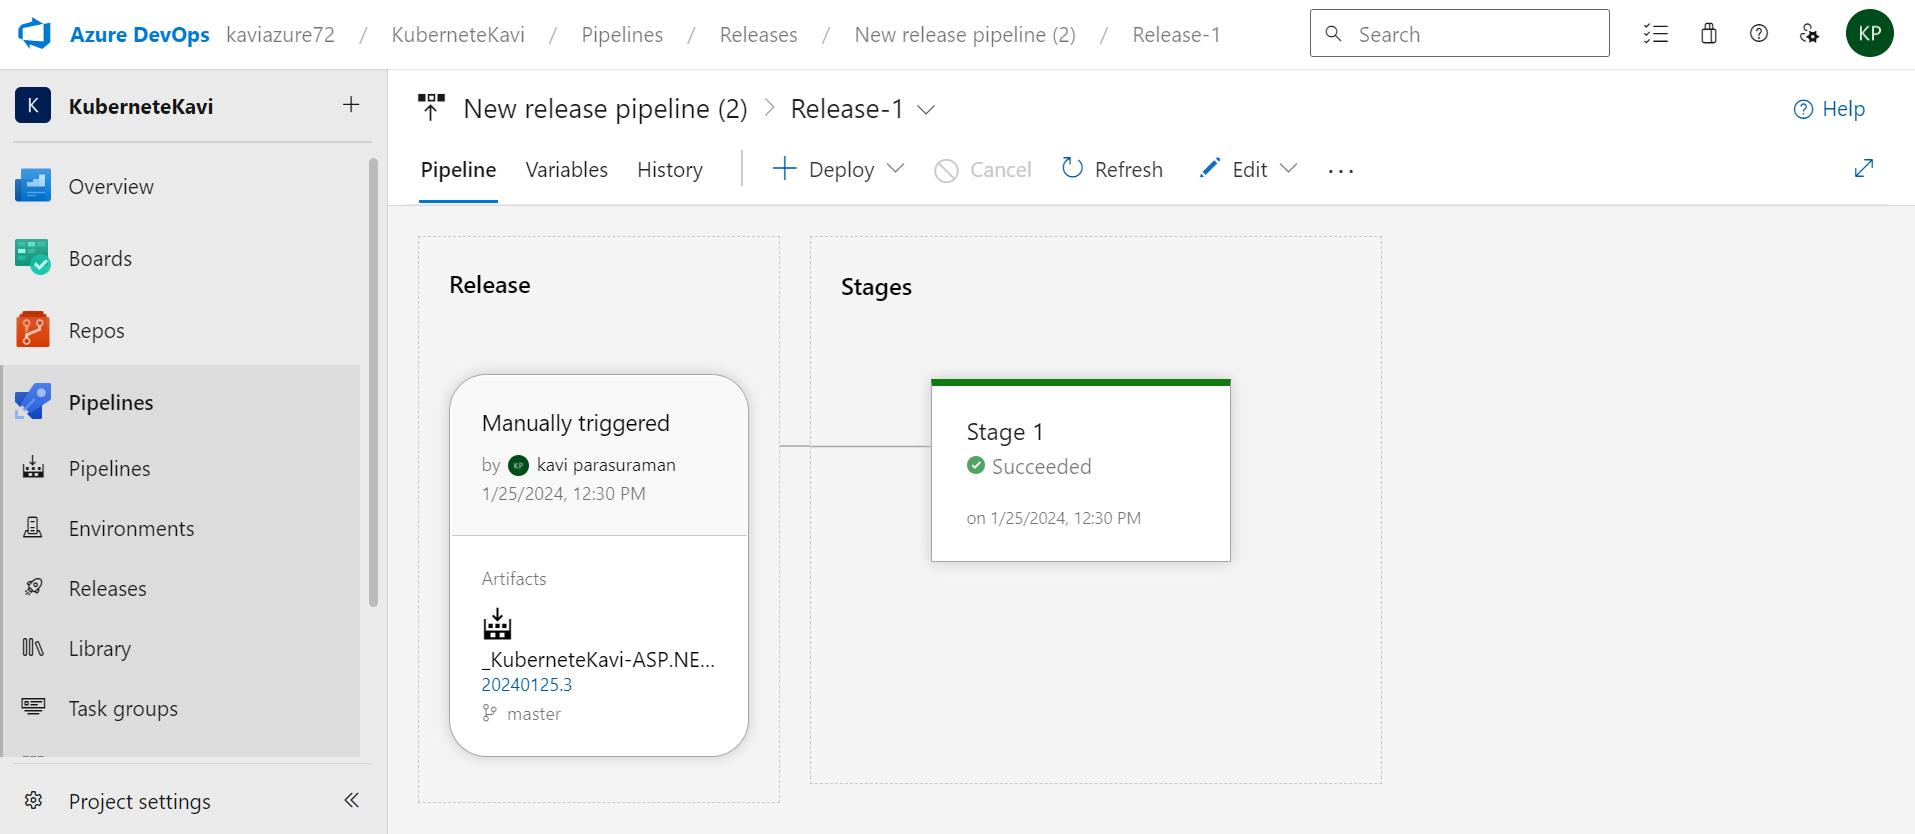 Azure DevOps kaviazure72 / KuberneteKavi / Pipelines / Releases / New release pipeline (2) / Release-1
Search
KP
K KuberneteKavi
Overview
Boards
Repos
Pipelines
Pipelines
Environments
Releases
Library
Task groups
Project settings
New release pipeline (2) > Release-1
Help
Pipeline Variables History + Deploy Cancel Refresh Edit ...
Release
Manually triggered
by KP kavi parasuraman
1/25/2024, 12:30 PM
Artifacts
_KuberneteKavi-ASP.NE...
20240125.3
master
Stages
Stage 1
Succeeded
on 1/25/2024, 12:30 PM